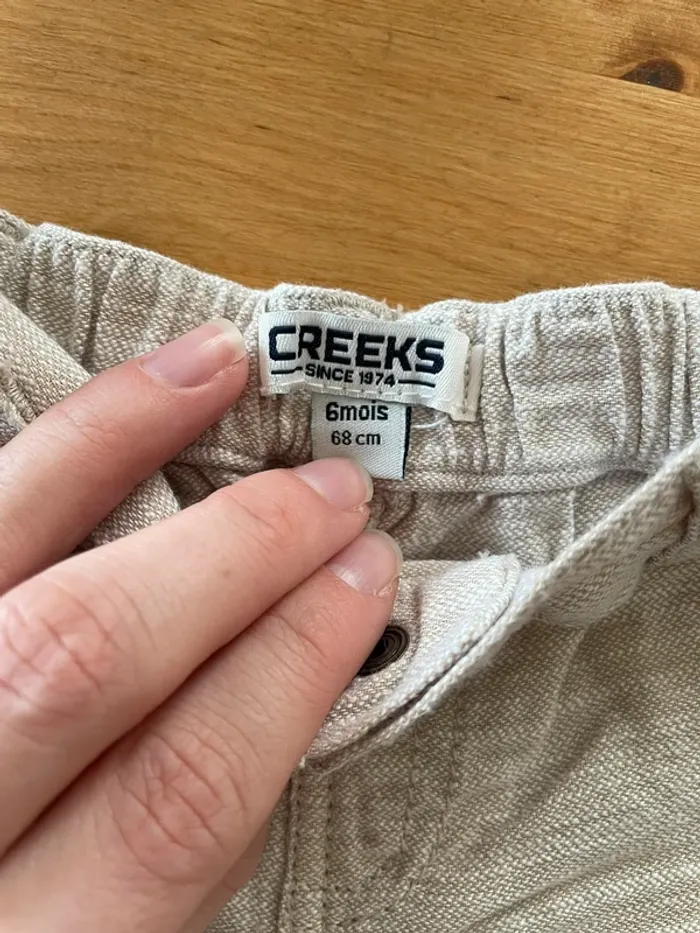 CREEKS
SINCE 1974
6mois
68 cm